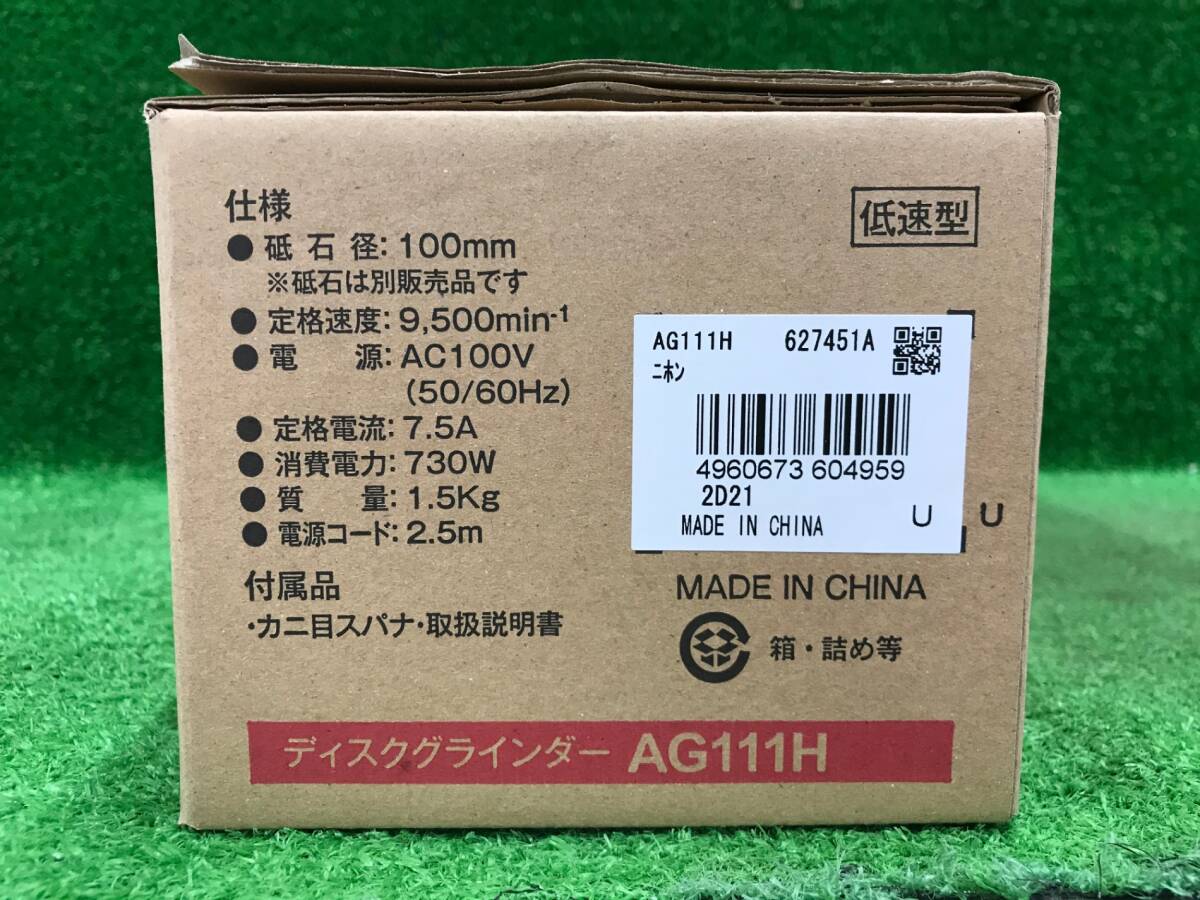 仕様
● 砥石径: 100mm
※砥石は別販売品です
● 定格速度: 9,500min-1
● 電源: AC100V
(50/60Hz)
● 定格電流: 7.5A
● 消費電力: 730W
● 質量: 1.5Kg
● 電源コード: 2.5m
付属品
・カニ目スパナ・取扱説明書
低速型
AG111H 627451A
ニホン
4960673 604959
2D21
MADE IN CHINA U
U
MADE IN CHINA
箱・詰め等
ディスクグラインダー AG111H